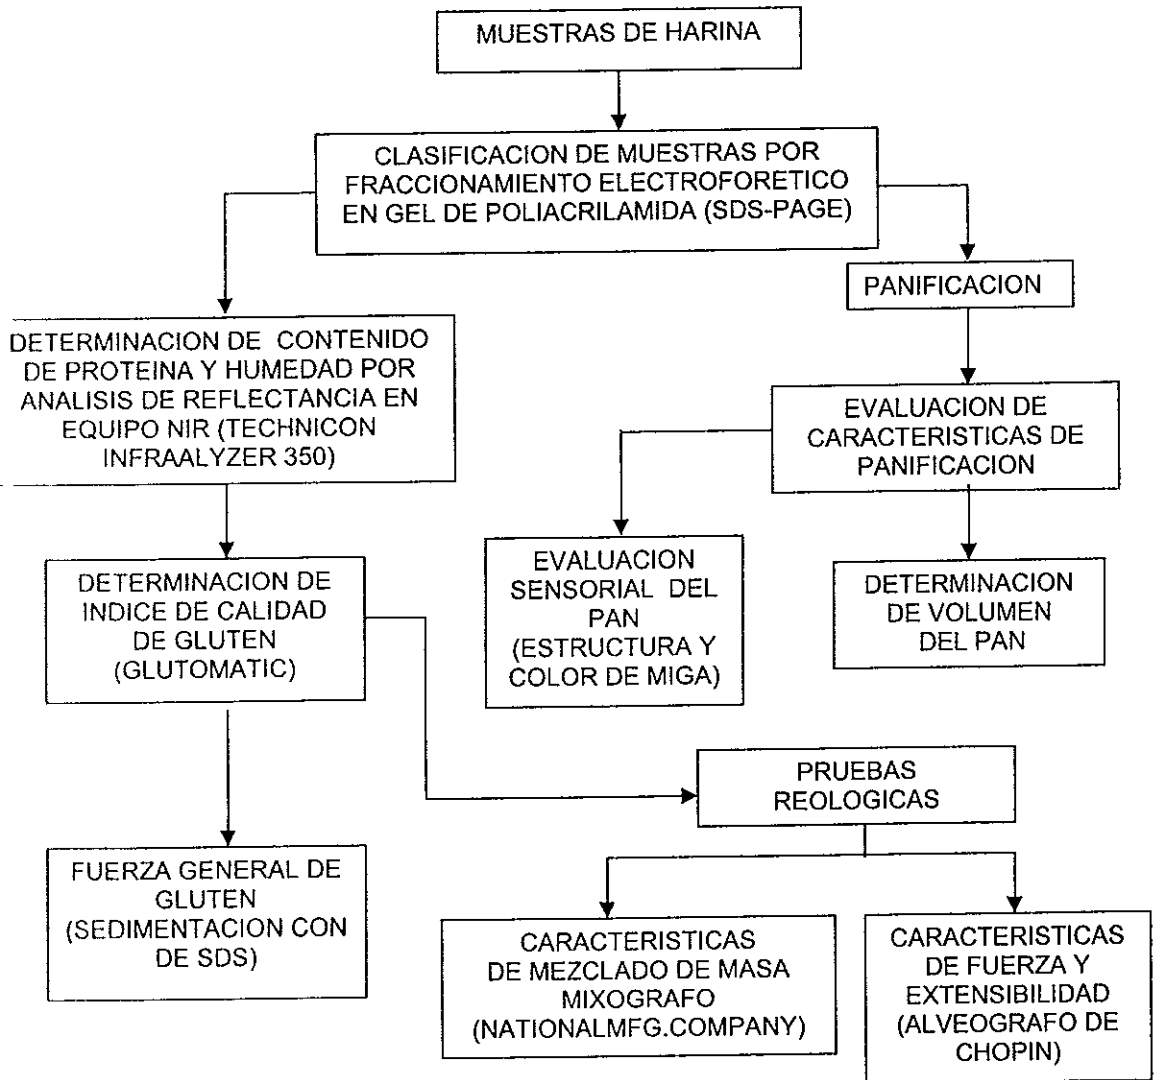 MUESTRAS DE HARINA
CLASIFICACION DE MUESTRAS POR
FRACCIONAMIENTO ELECTROFORETICO
EN GEL DE POLIACRILAMIDA (SDS-PAGE)
PANIFICACION
DETERMINACION DE CONTENIDO
DE PROTEINA Y HUMEDAD POR
ANALISIS DE REFLECTANCIA EN
EQUIPO NIR (TECHNICON
INFRAALYZER 350)
EVALUACION DE
CARACTERISTICAS DE
PANIFICACION
DETERMINACION DE
INDICE DE CALIDAD
DE GLUTEN
(GLUTOMATIC)
EVALUACION
SENSORIAL DEL
PAN
(ESTRUCTURA Y
COLOR DE MIGA)
DETERMINACION
DE VOLUMEN
DEL PAN
PRUEBAS
REOLOGICAS
FUERZA GENERAL DE
GLUTEN
(SEDIMENTACION CON
DE SDS)
CARACTERISTICAS
DE MEZCLADO DE MASA
MIXOGRAFO
(NATIONALMFG.COMPANY)
CARACTERISTICAS
DE FUERZA Y
EXTENSIBILIDAD
(ALVEOGRAFO DE
CHOPIN)